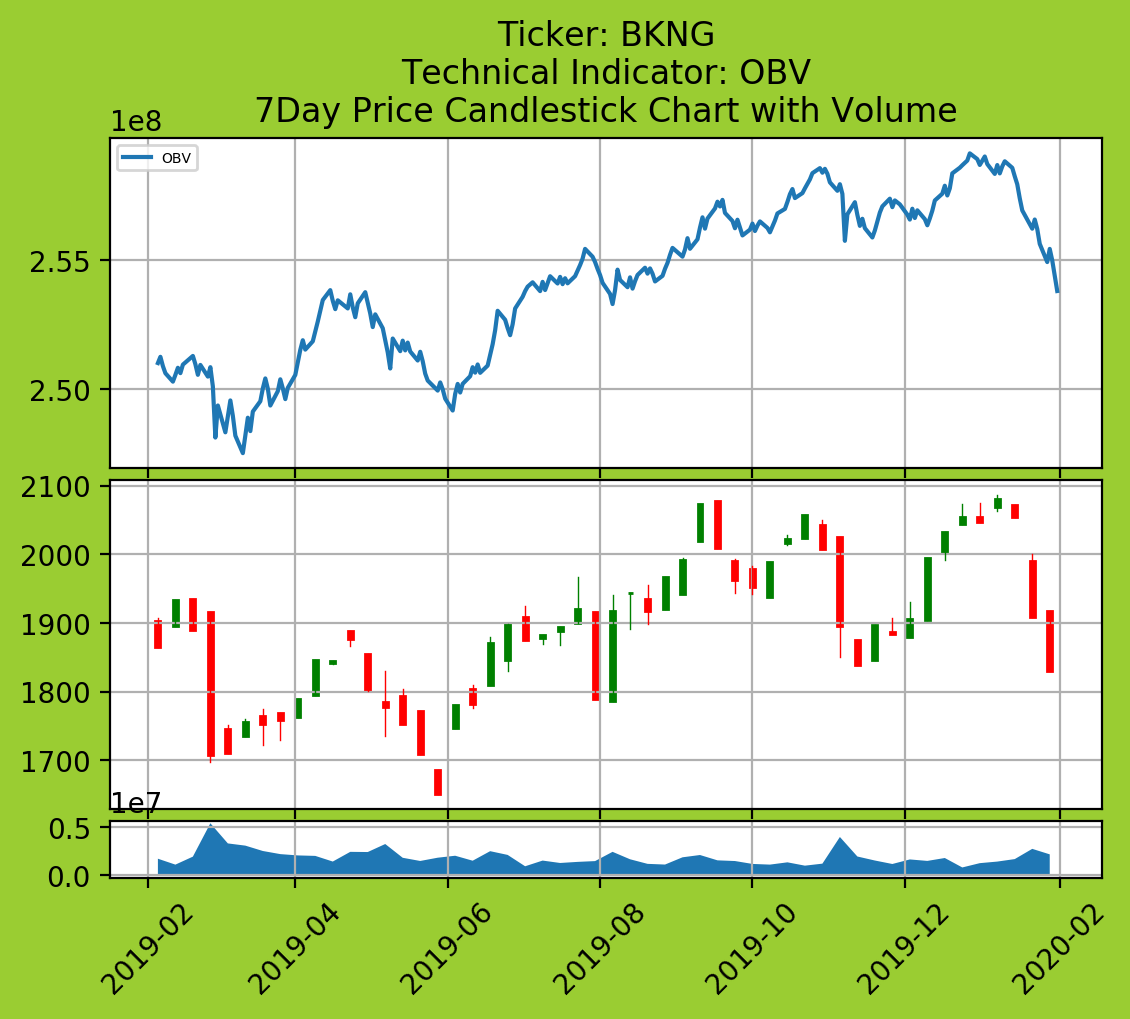 Ticker: BKNG
Technical Indicator: OBV
7Day Price Candlestick Chart with Volume
1e8
OBV
2.55
2.50
2100
2000
1900
1800
1700
1e7
0.5
0.0
2019-02
2019-04
2019-06
2019-08
2019-10
2019-12
2020-02